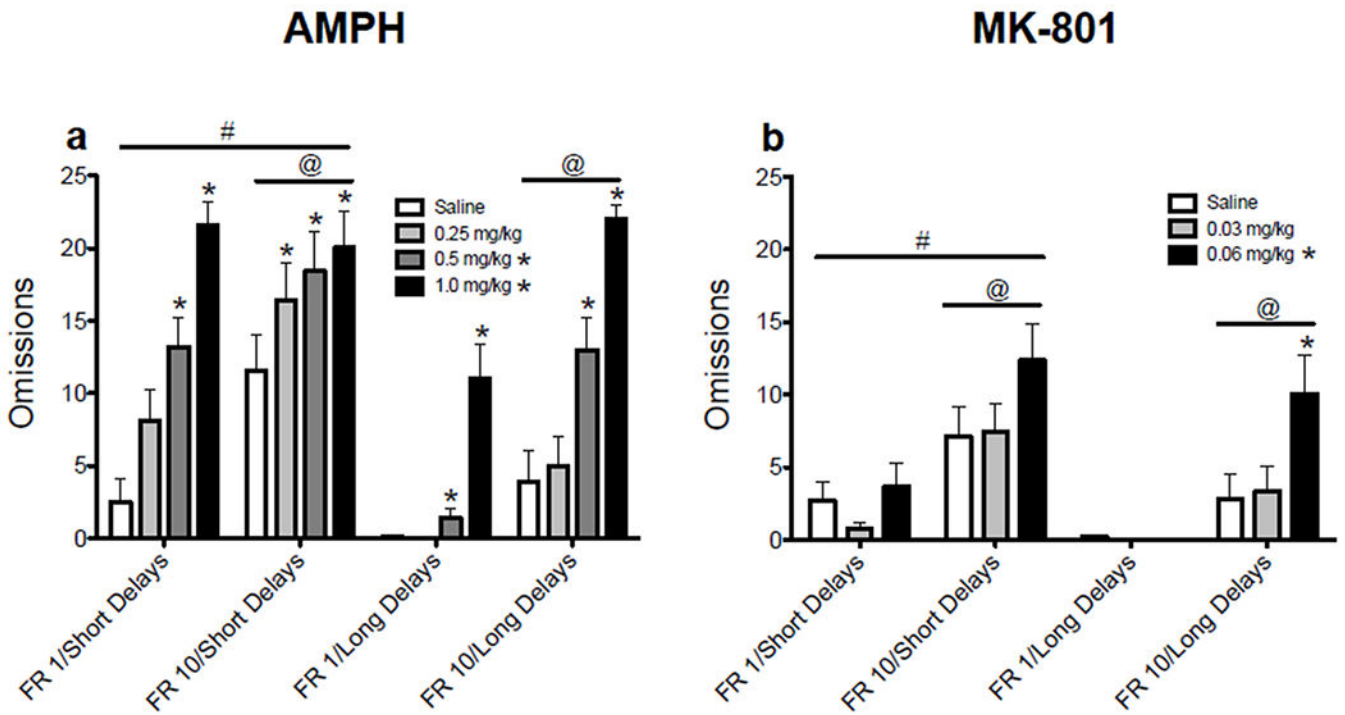 AMPH
MK-801
a
#
@
@
*
*
*
*
*
*
*
*
*
Saline
0.25 mg/kg
0.5 mg/kg *
1.0 mg/kg *
25
20
15
10
5
0
Omissions
FR 1/Short Delays
FR 10/Short Delays
FR 1/Long Delays
FR 10/Long Delays
b
#
@
@
*
Saline
0.03 mg/kg
0.06 mg/kg *
25
20
15
10
5
0
Omissions
FR 1/Short Delays
FR 10/Short Delays
FR 1/Long Delays
FR 10/Long Delays